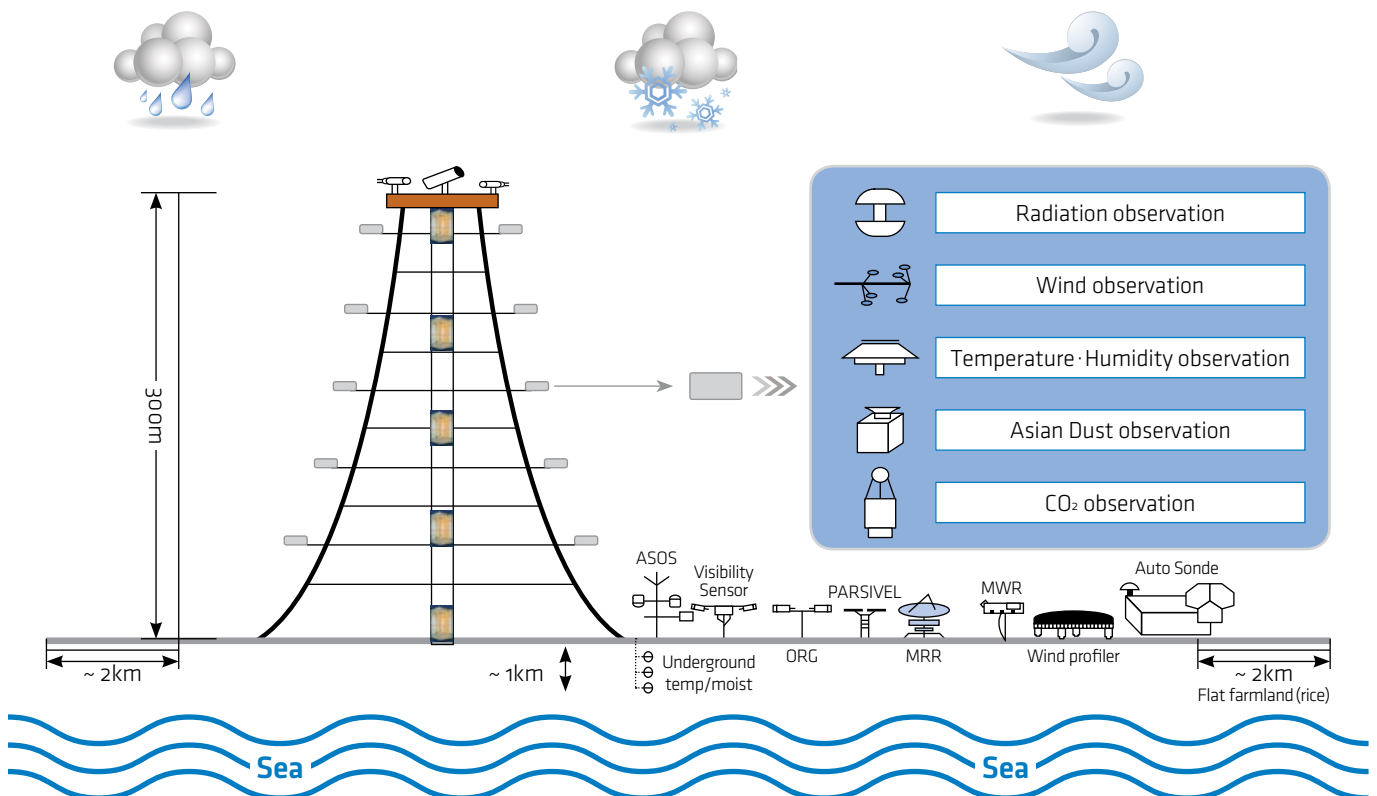 300m
Radiation observation
Wind observation
Temperature·Humidity observation
Asian Dust observation
CO₂ observation
ASOS
Visibility
Sensor
PARSIVEL
MWR
Auto Sonde
ORG
MRR
Wind profiler
~ 2km
~ 1km
Underground
temp/moist
~ 2km
Flat farmland (rice)
Sea
Sea